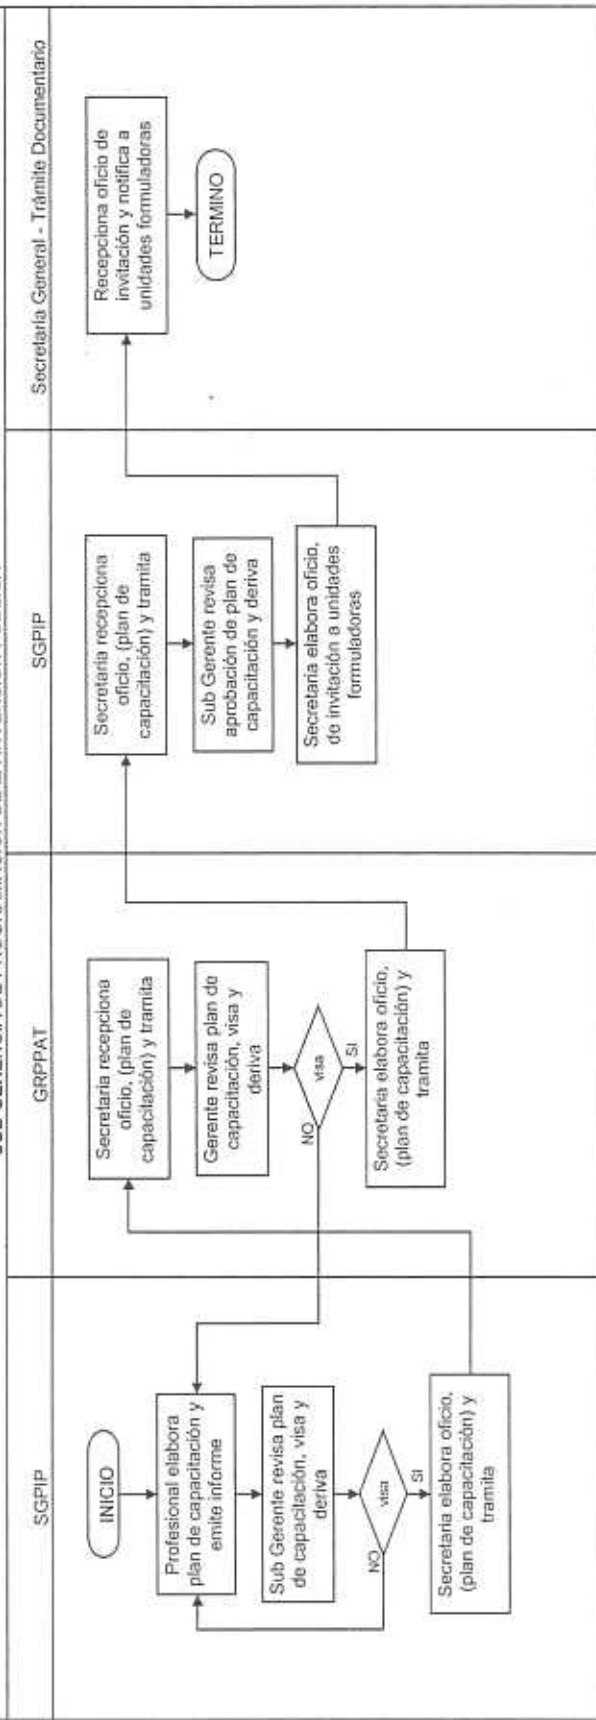 SGPIP
INICIO
Profesional elabora
plan de capacitación y
emite informe
Sub Gerente revisa plan
de capacitación, visa y
deriva
visa
NO
SI
Secretaria elabora oficio,
(plan de capacitación) y
tramita
GRPPAT
Secretaria recepciona
oficio, (plan de
capacitación) y tramita
Gerente revisa plan de
capacitación, visa y
deriva
visa
NO
SI
Secretaria elabora oficio,
(plan de capacitación) y
tramita
SGPIP
Secretaria recepciona
oficio, (plan de
capacitación) y tramita
Sub Gerente revisa
aprobación de plan de
capacitación y deriva
Secretaria elabora oficio,
de invitación a unidades
formuladoras
Secretaria General - Trámite Documentario
Recepciona oficio de
invitación y notifica a
unidades formuladoras
TERMINO